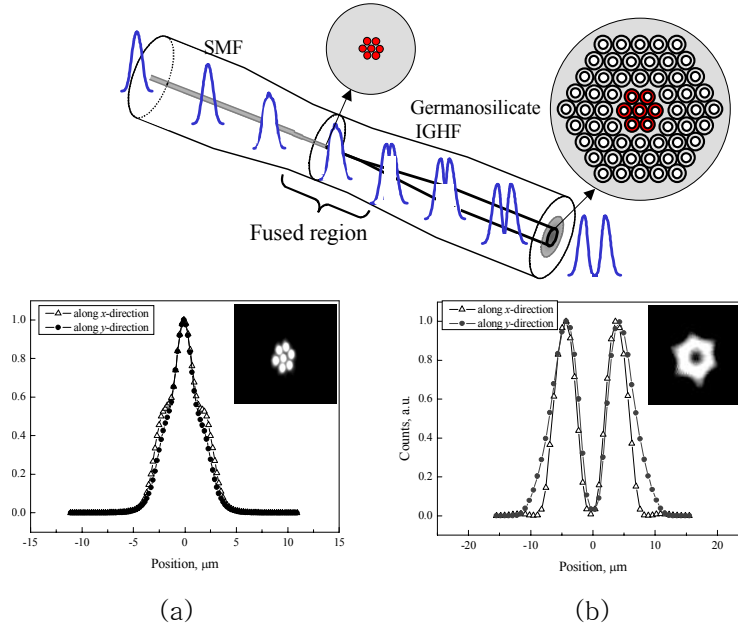 SMF
Germanosilicate
IGHF
Fused region
along x-direction
along y-direction
1.0
0.8
0.6
0.4
0.2
0.0
-15
-10
-5
0
5
10
15
Position, μm
(a)
along x-direction
along y-direction
Counts, a.u.
1.0
0.8
0.6
0.4
0.2
0.0
-20
-10
0
10
20
Position, μm
(b)